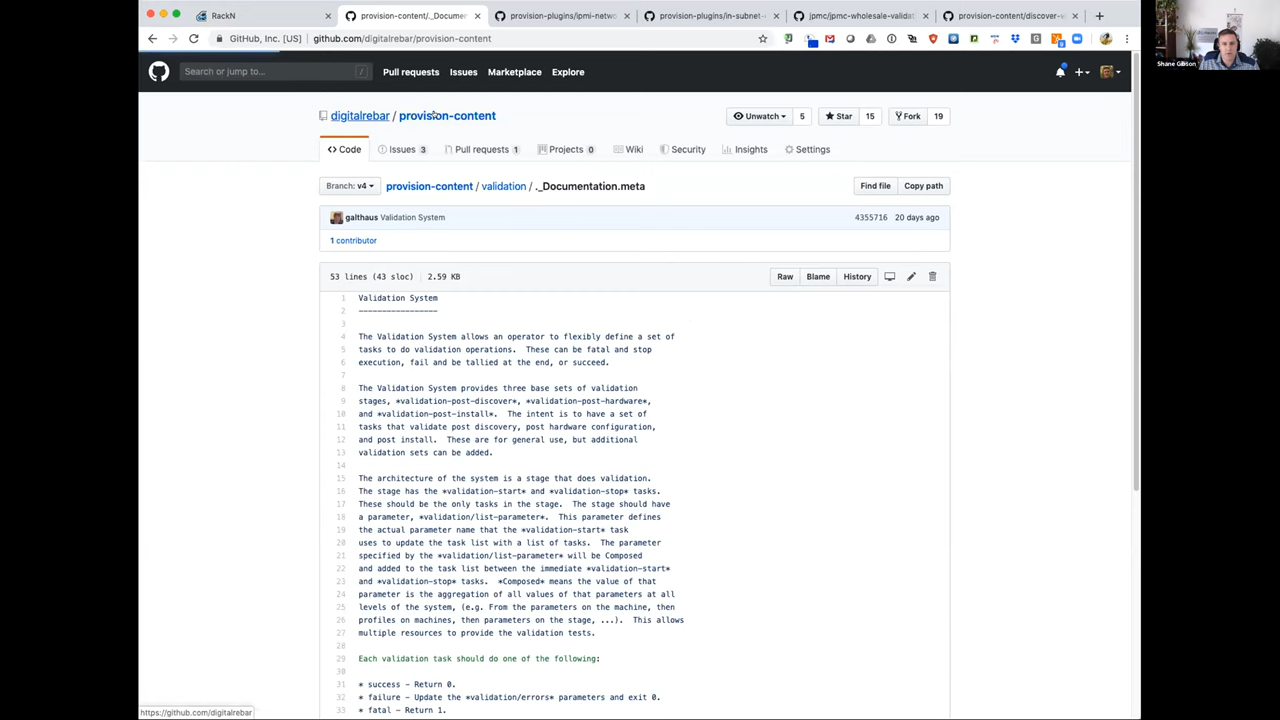 RackN
provision-content/._Documen
provision-plugins/ipmi-netwo
provision-plugins/in-subnet-
jpmc/jpmc-wholesale-validat
provision-content/discover-v
GitHub, Inc. [US]
github.com/digitalrebar/provision-content
Shane Gibson
Search or jump to...
/
Pull requests
Issues
Marketplace
Explore
digitalrebar / provision-content
Unwatch 5
Star 15
Fork 19
Code
Issues 3
Pull requests 1
Projects 0
Wiki
Security
Insights
Settings
Branch: v4
provision-content / validation / ._Documentation.meta
Find file
Copy path
galthaus Validation System
4355716 20 days ago
1 contributor
53 lines (43 sloc) 2.59 KB
Raw
Blame
History
1 Validation System
2 -----------------
3
4 The Validation System allows an operator to flexibly define a set of
5 tasks to do validation operations. These can be fatal and stop
6 execution, fail and be tallied at the end, or succeed.
7
8 The Validation System provides three base sets of validation
9 stages, *validation-post-discover*, *validation-post-hardware*,
10 and *validation-post-install*. The intent is to have a set of
11 tasks that validate post discovery, post hardware configuration,
12 and post install. These are for general use, but additional
13 validation sets can be added.
14
15 The architecture of the system is a stage that does validation.
16 The stage has the *validation-start* and *validation-stop* tasks.
17 These should be the only tasks in the stage. The stage should have
18 a parameter, *validation/list-parameter*. This parameter defines
19 the actual parameter name that the *validation-start* task
20 uses to update the task list with a list of tasks. The parameter
21 specified by the *validation/list-parameter* will be Composed
22 and added to the task list between the immediate *validation-start*
23 and *validation-stop* tasks. *Composed* means the value of that
24 parameter is the aggregation of all values of that parameters at all
25 levels of the system, (e.g. From the parameters on the machine, then
26 profiles on machines, then parameters on the stage, ...). This allows
27 multiple resources to provide the validation tests.
28
29 Each validation task should do one of the following:
30
31 * success - Return 0.
32 * failure - Update the *validation/errors* parameters and exit 0.
33 * fatal - Return 1.
https://github.com/digitalrebar